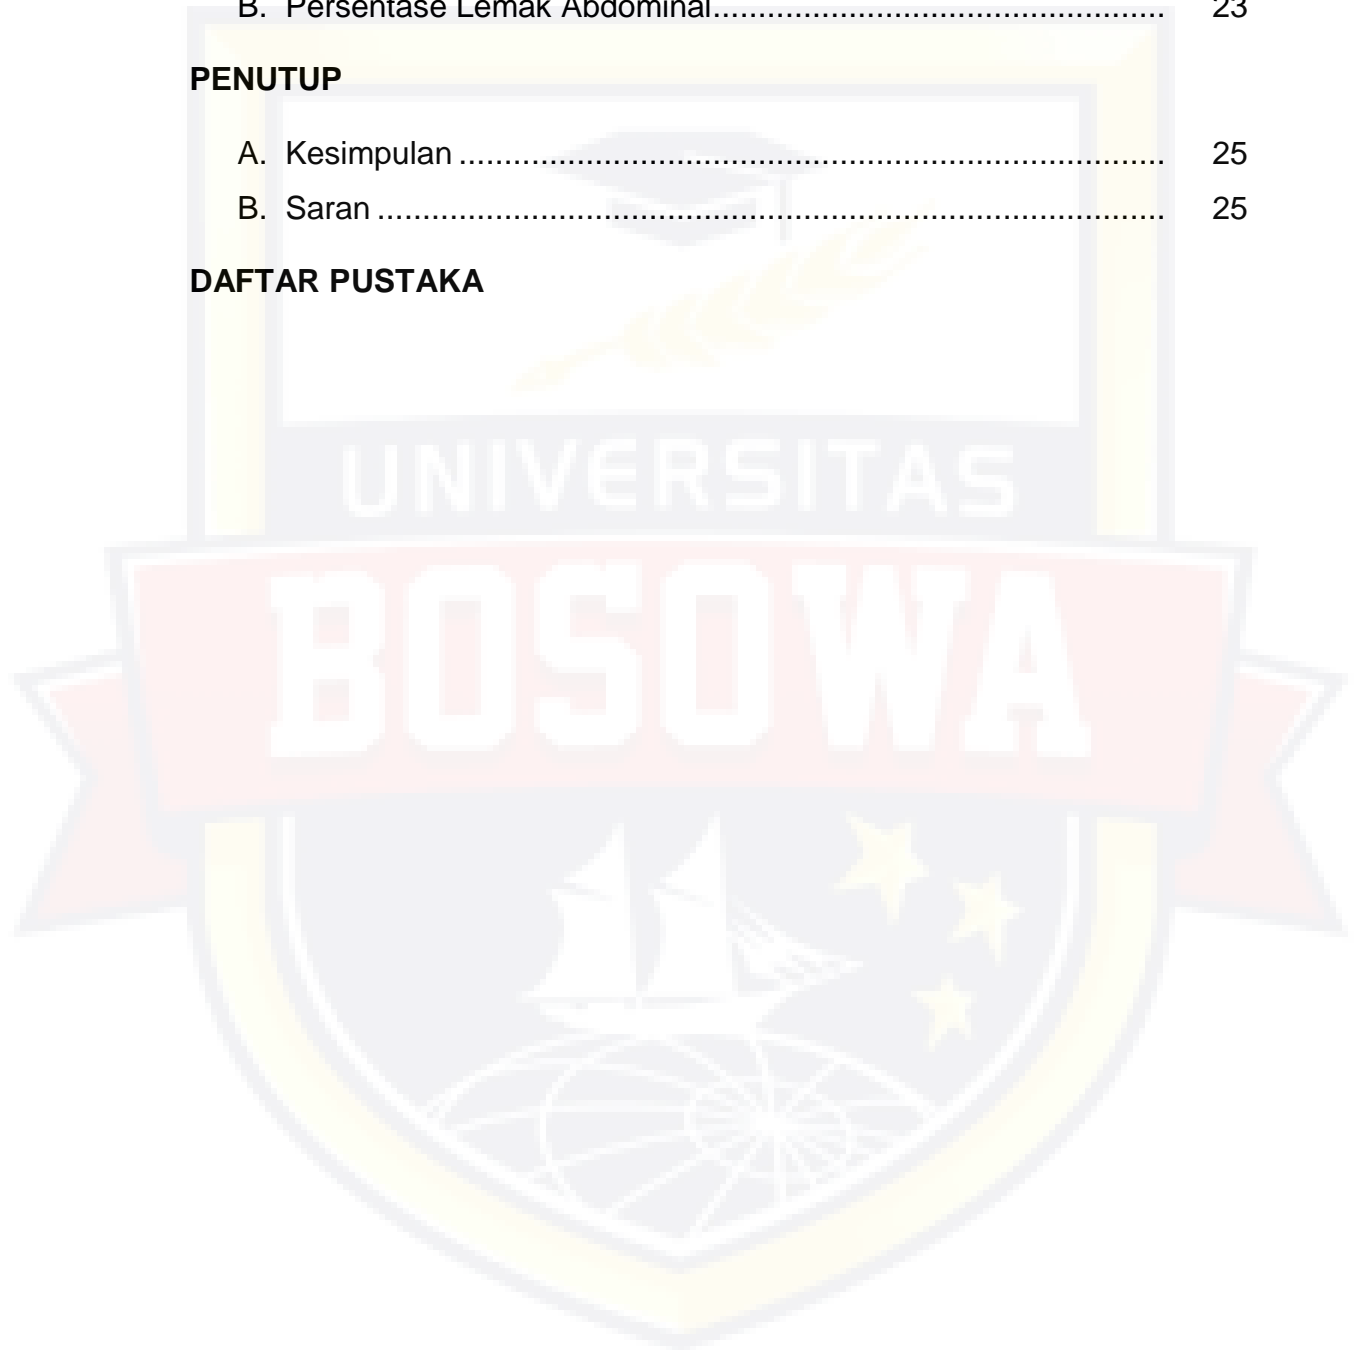 B. Persentase Lemak Abdominal.................................................. 23
PENUTUP
A. Kesimpulan .............................................................................. 25
B. Saran ....................................................................................... 25
DAFTAR PUSTAKA
UNIVERSITAS
BOSOWA